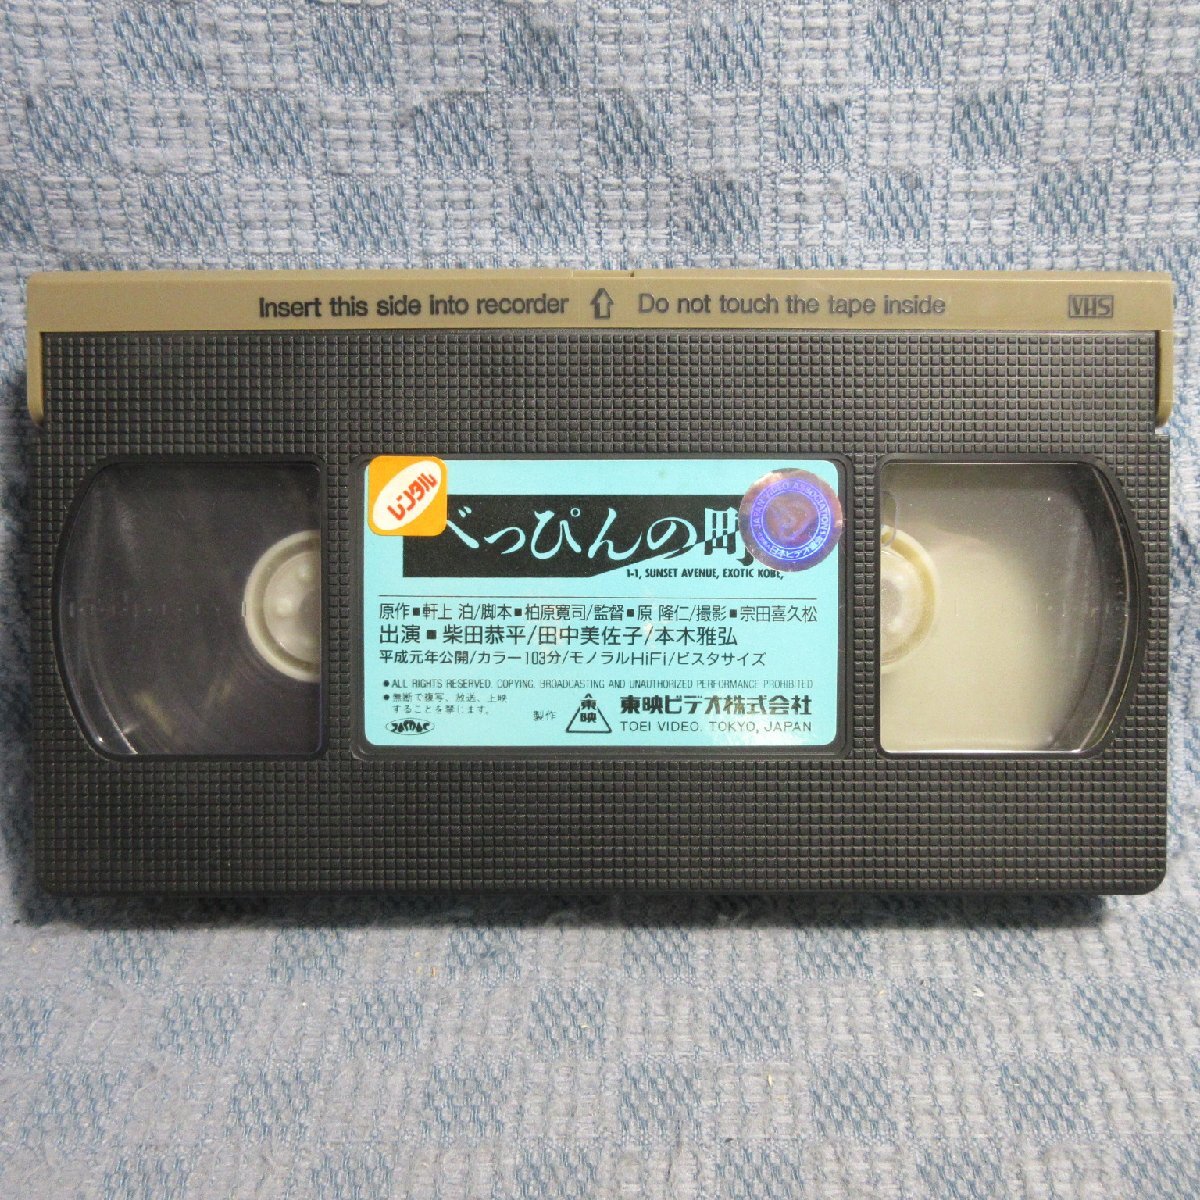 Insert this side into recorder ⇧ Do not touch the tape inside VHS
レンタル
べっぴんの町
1-1, SUNSET AVENUE, EXOTIC KOBE,
原作■軒上 泊/脚本■柏原寛司/監督■原 隆仁/撮影■宗田喜久松
出演■柴田恭平/田中美佐子/本木雅弘
平成元年公開/カラー103分/モノラルHiFi/ビスタサイズ
●ALL RIGHTS RESERVED. COPYING, BROADCASTING AND UNAUTHORIZED PERFORMANCE PROHIBITED
●無断で複写、放送、上映
することを禁じます。
製作 東映 東映ビデオ株式会社
TOEI VIDEO. TOKYO, JAPAN